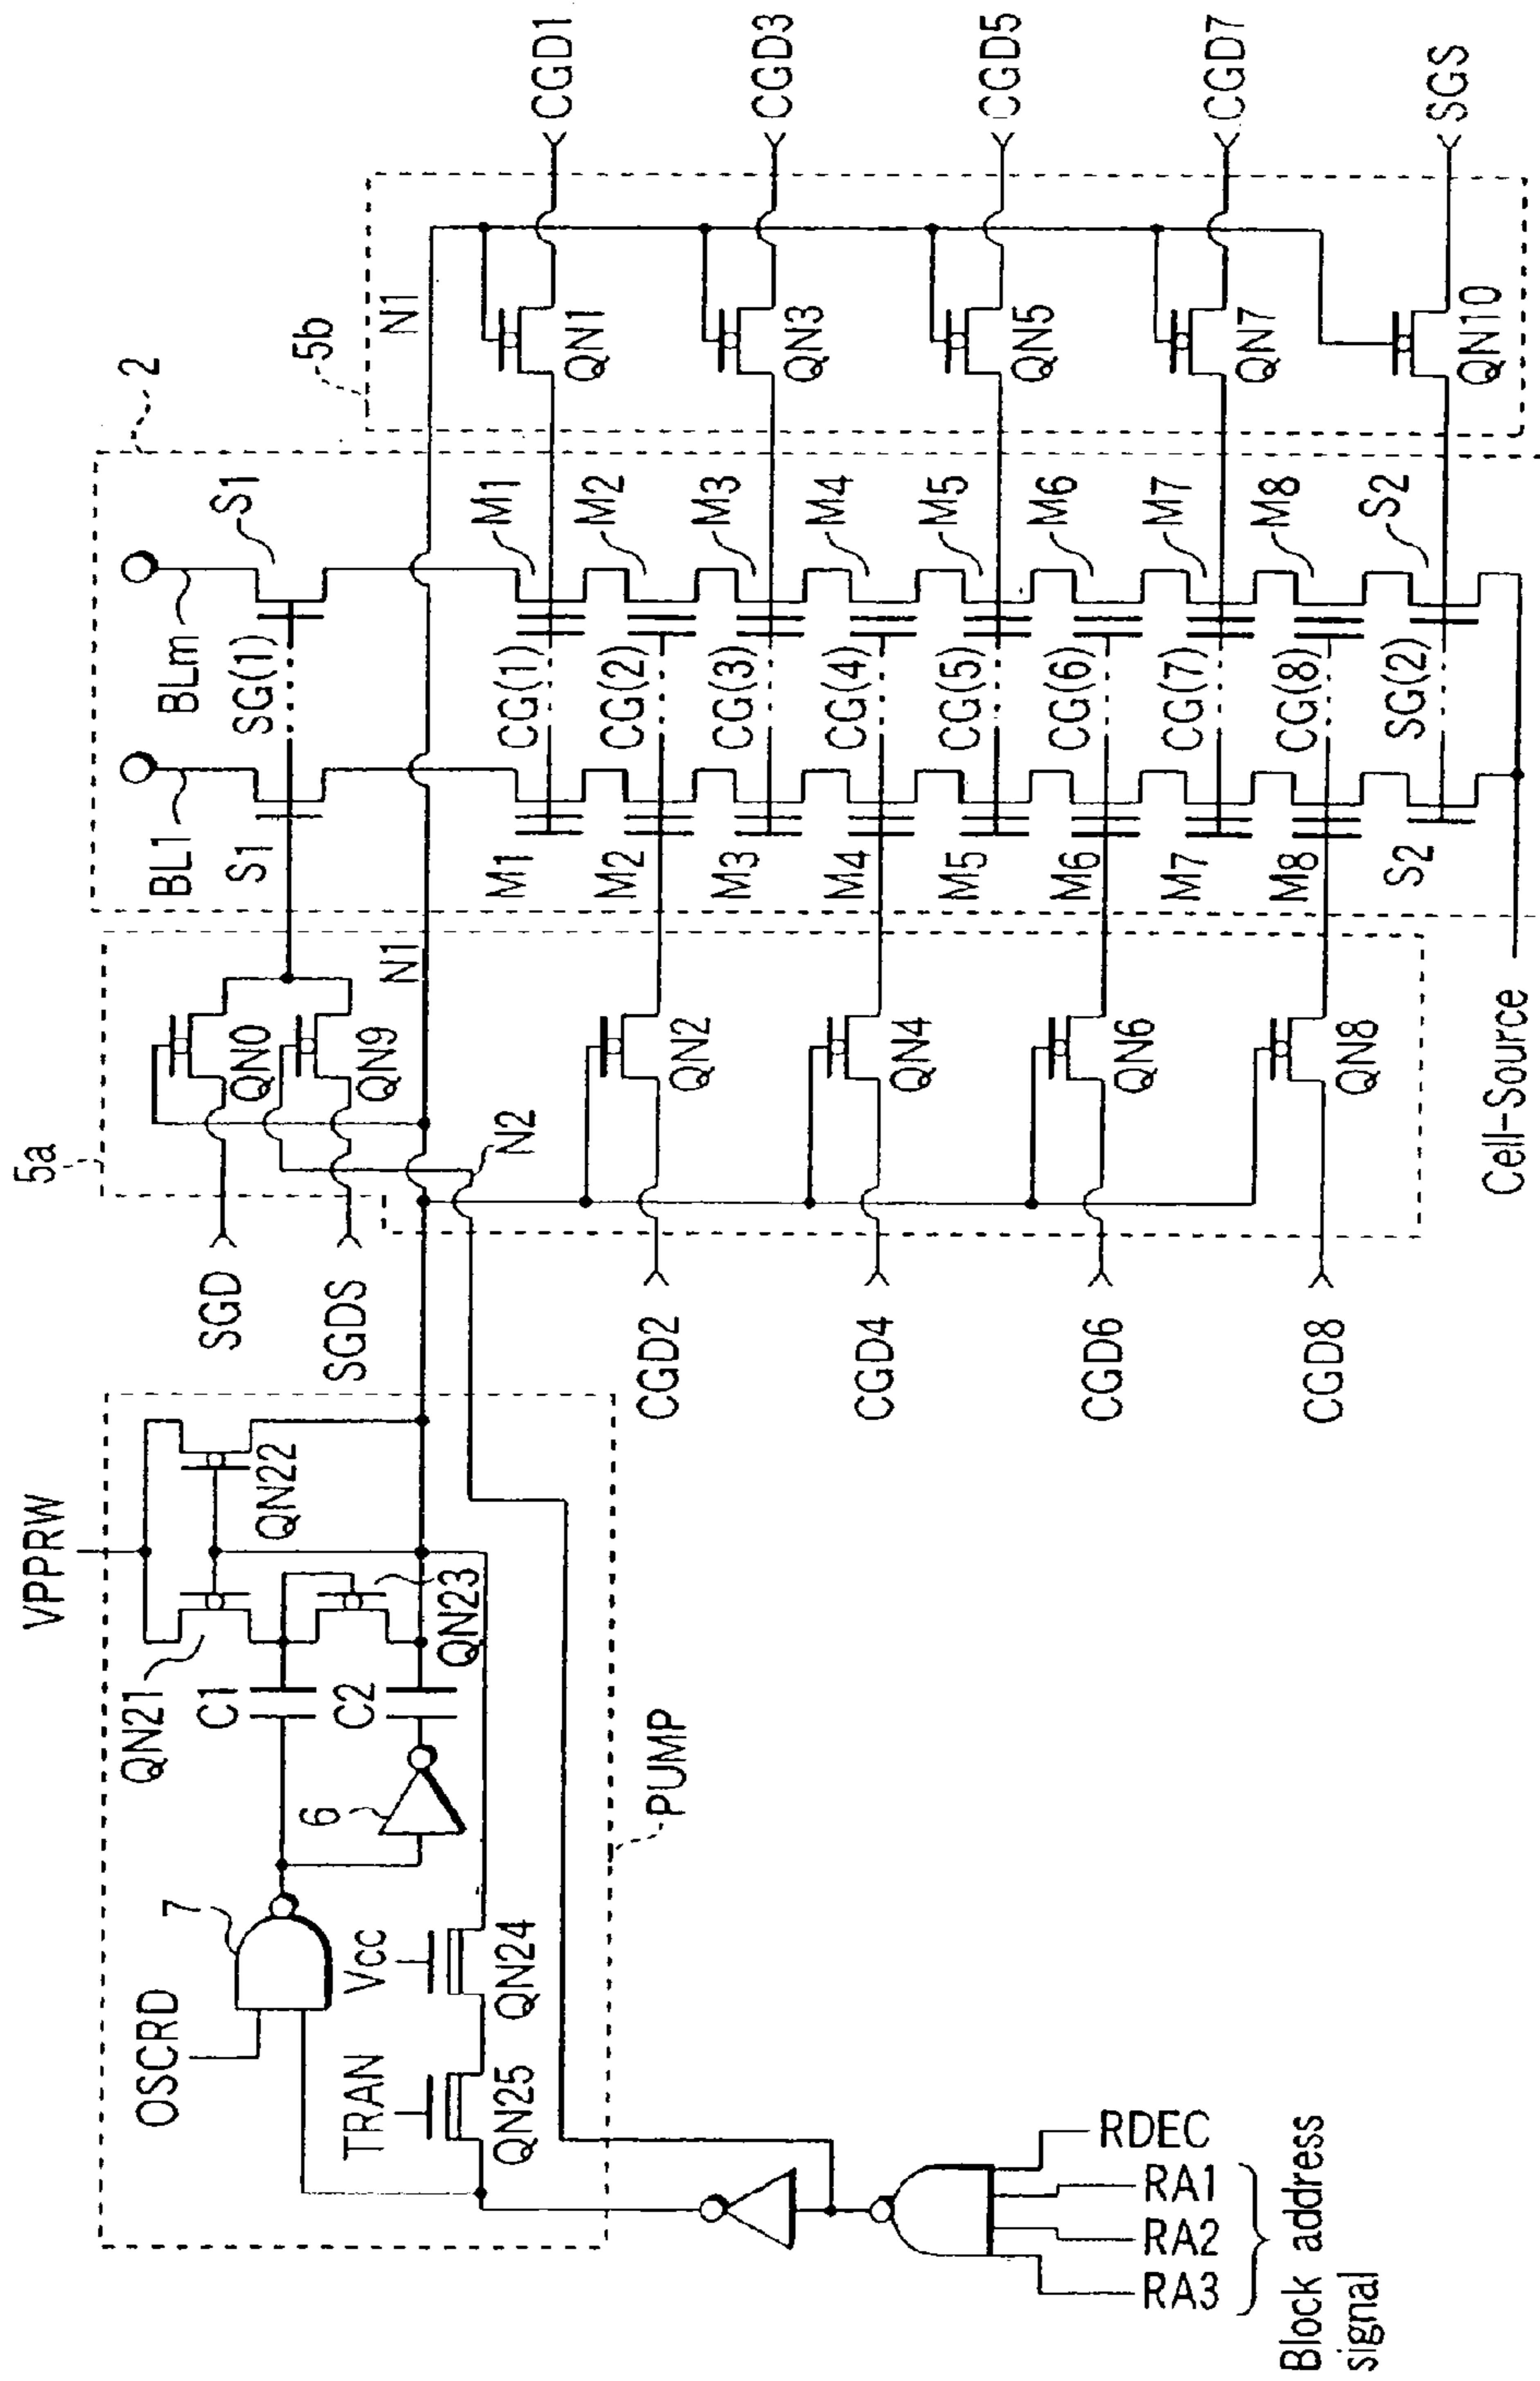 VPPRW
QN21
QN22
C1
C2
QN23
6
7
OSCRD
Vcc
QN24
TRAN
QN25
PUMP
RDEC
RA1
RA2
RA3
Block address
signal
5a
SGD
SGDS
QN0
QN9
N1
N2
QN2
QN4
QN6
QN8
CGD2
CGD4
CGD6
CGD8
Cell-Source
2
BL1
BLm
S1
SG(1)
S1
M1
CG(1)
M1
M2
CG(2)
M2
M3
CG(3)
M3
M4
CG(4)
M4
M5
CG(5)
M5
M6
CG(6)
M6
M7
CG(7)
M7
M8
CG(8)
M8
S2
SG(2)
S2
5b
N1
QN1
QN3
QN5
QN7
QN10
CGD1
CGD3
CGD5
CGD7
SGS